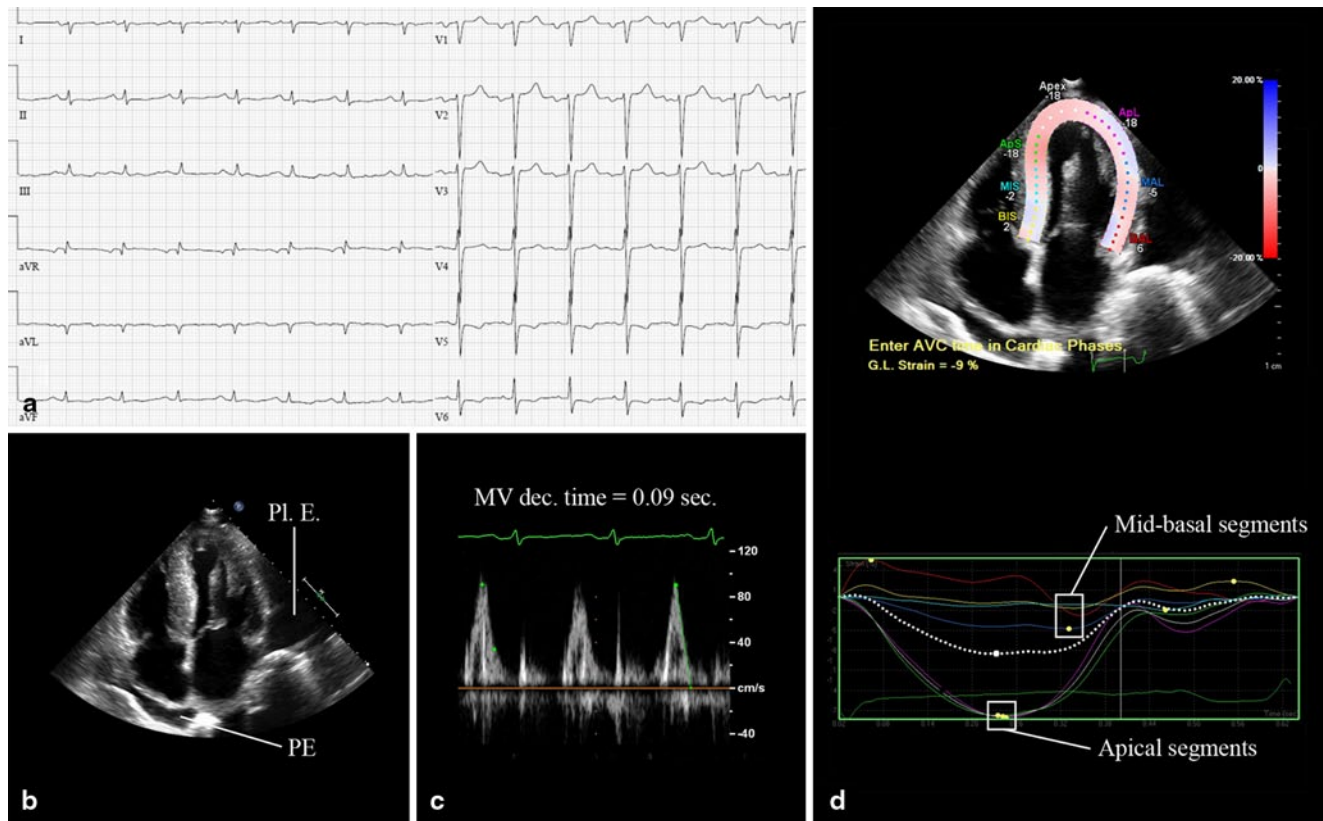 I
V1
II
V2
III
V3
aVR
V4
aVL
V5
aVF
V6
a
Pl. E.
PE
b
MV dec. time = 0.09 sec.
120
80
40
cm/s
-40
c
20.00 %
0
-20.00 %
Apex
-18
ApL
-18
ApS
-18
MIS
-2
MAL
-5
BIS
2
BAL
6
Enter AVC time in Cardiac Phases
G.L. Strain = -9 %
1 cm
Mid-basal segments
Apical segments
d